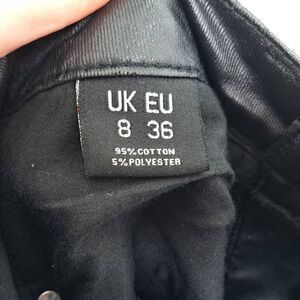 UK EU
8 36
95% COTTON
5% POLYESTER